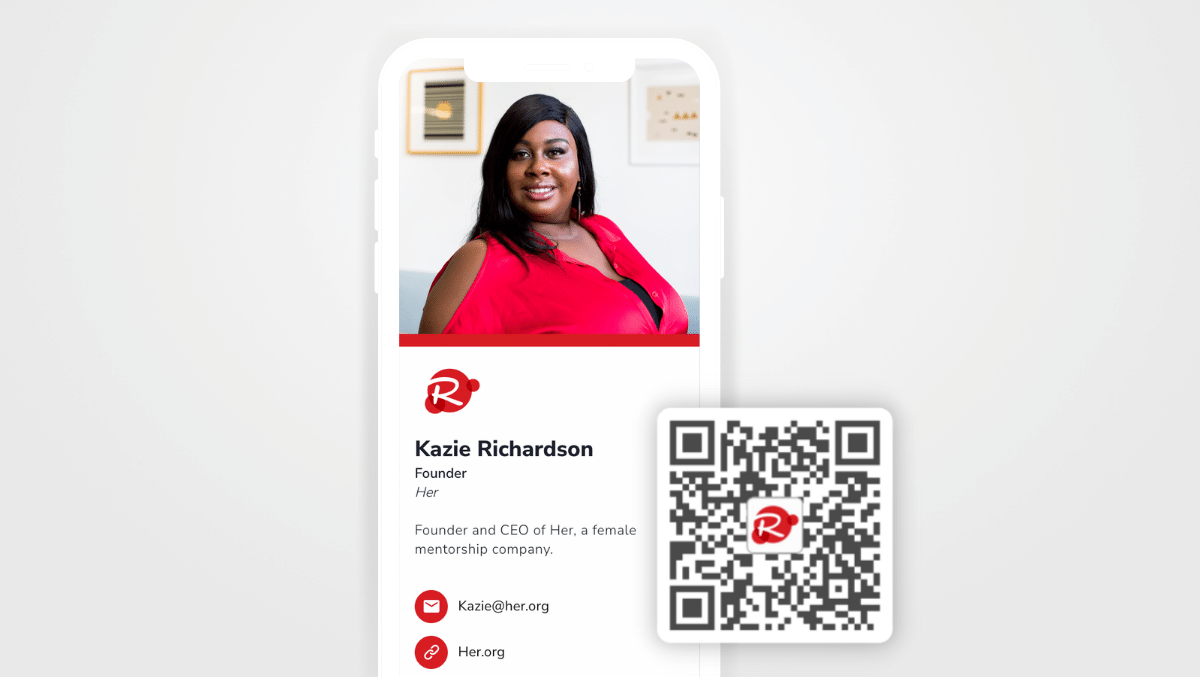 R
Kazie Richardson
Founder
Her
Founder and CEO of Her, a female
mentorship company.
Kazie@her.org
Her.org
R